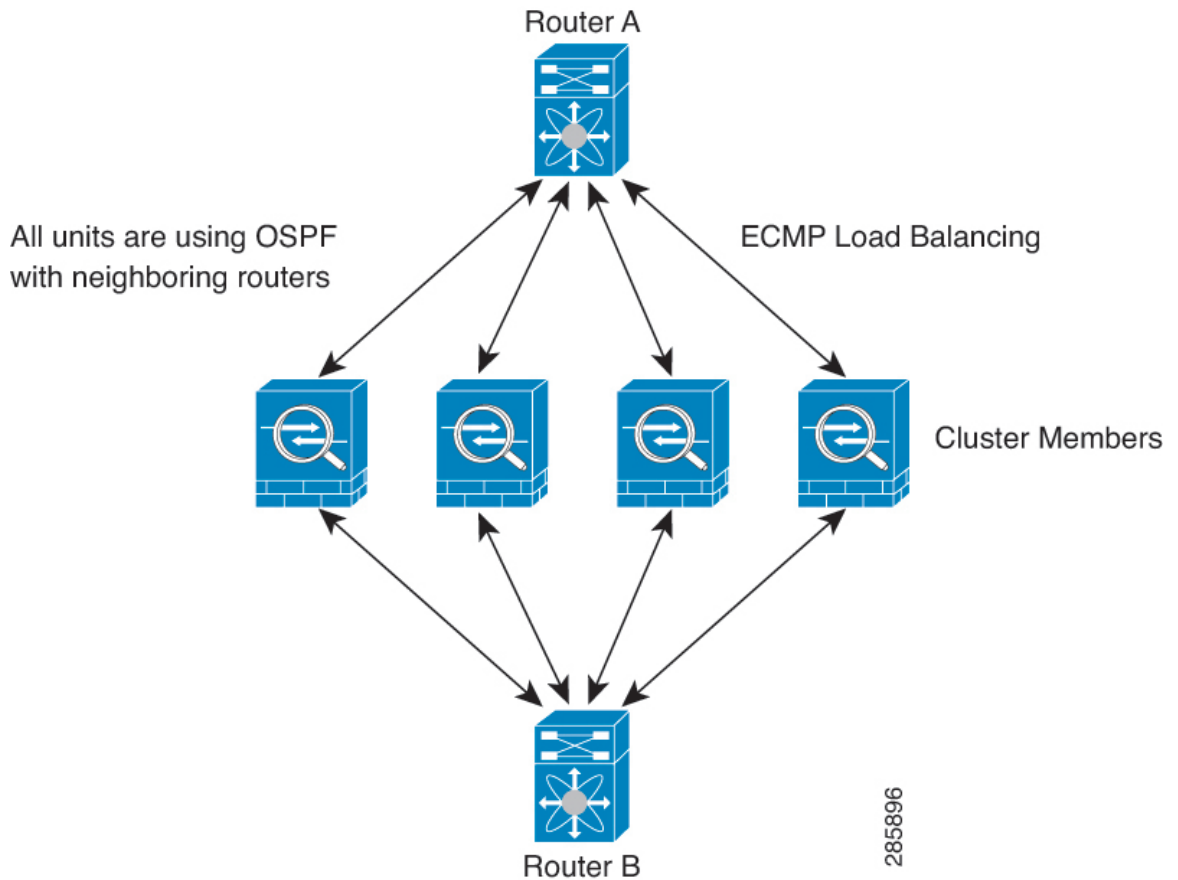 Router A
All units are using OSPF
with neighboring routers
ECMP Load Balancing
Cluster Members
285896
Router B